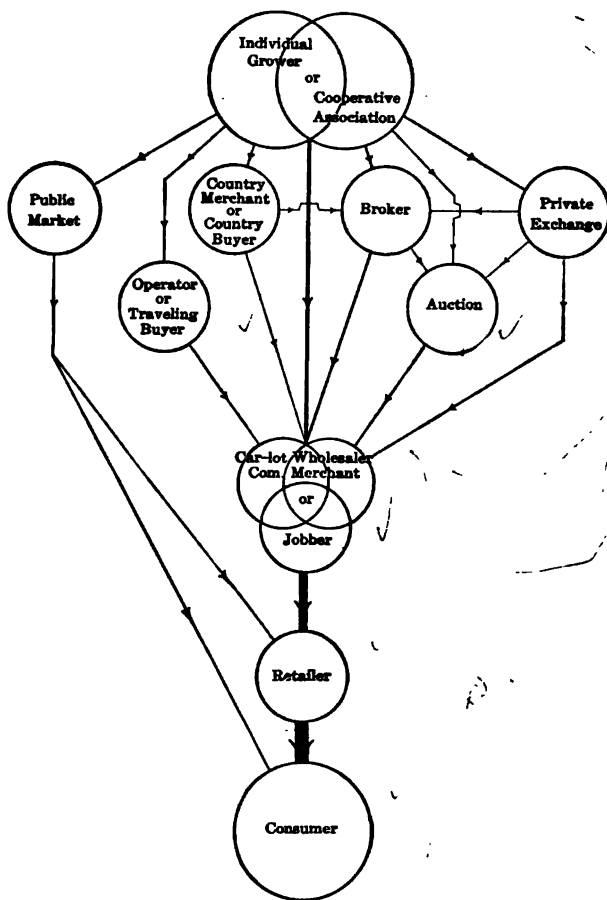 Individual
Grower
or
Cooperative
Association
Public
Market
Country
Merchant
or
Country
Buyer
Broker
Private
Exchange
Operator
or
Traveling
Buyer
Auction
Car-lot Wholesaler
Com. Merchant
or
Jobber
Retailer
Consumer